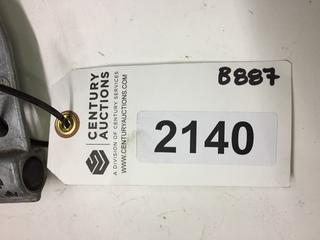 B887
CENTURY
AUCTIONS
A DIVISION OF CENTURY SERVICES
WWW.CENTURYAUCTIONS.COM
2140